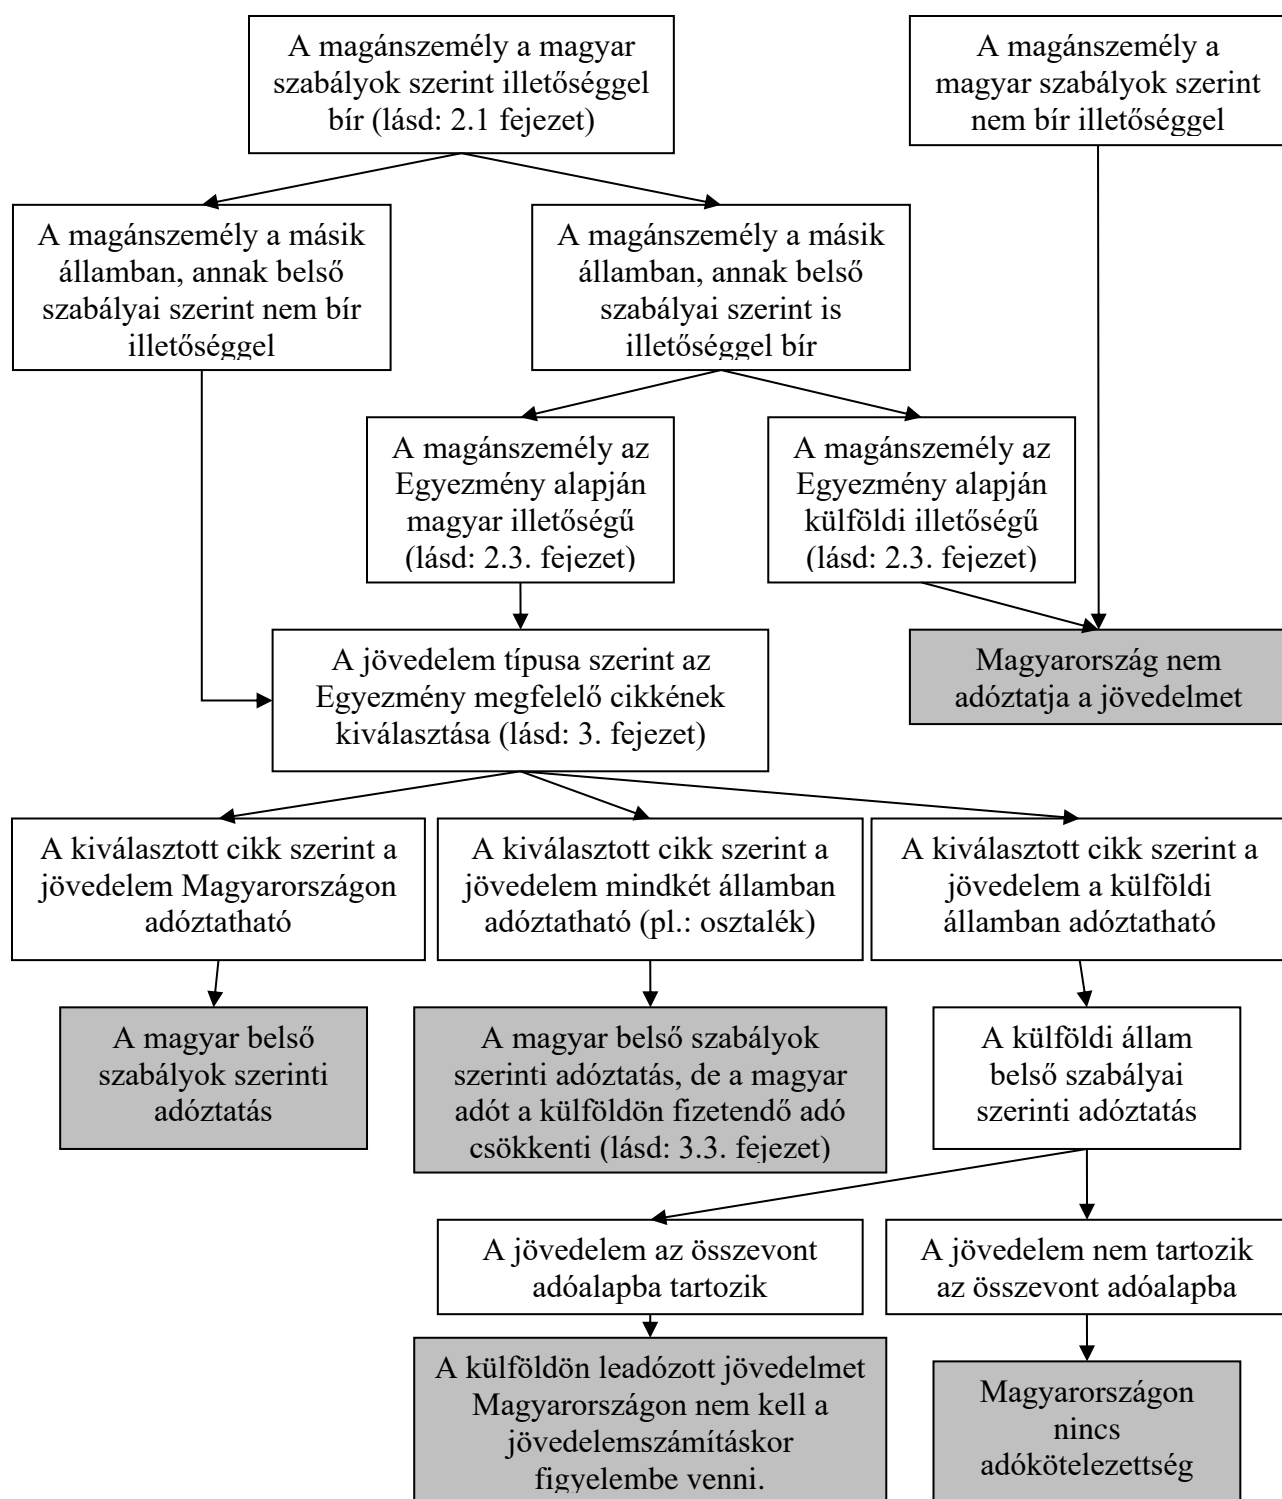 A magánszemély a magyar
szabályok szerint illetőséggel
bír (lásd: 2.1 fejezet)
A magánszemély a
magyar szabályok szerint
nem bír illetőséggel
A magánszemély a másik
államban, annak belső
szabályai szerint nem bír
illetőséggel
A magánszemély a másik
államban, annak belső
szabályai szerint is
illetőséggel bír
A magánszemély az
Egyezmény alapján
magyar illetőségű
(lásd: 2.3. fejezet)
A magánszemély az
Egyezmény alapján
külföldi illetőségű
(lásd: 2.3. fejezet)
A jövedelem típusa szerint az
Egyezmény megfelelő cikkének
kiválasztása (lásd: 3. fejezet)
Magyarország nem
adóztatja a jövedelmet
A kiválasztott cikk szerint a
jövedelem Magyarországon
adóztatható
A kiválasztott cikk szerint a
jövedelem mindkét államban
adóztatható (pl.: osztalék)
A kiválasztott cikk szerint a
jövedelem a külföldi
államban adóztatható
A magyar belső
szabályok szerinti
adóztatás
A magyar belső szabályok
szerinti adóztatás, de a magyar
adót a külföldön fizetendő adó
csökkenti (lásd: 3.3. fejezet)
A külföldi állam
belső szabályai
szerinti adóztatás
A jövedelem az összevont
adóalapba tartozik
A jövedelem nem tartozik
az összevont adóalapba
A külföldön leadózott jövedelmet
Magyarországon nem kell a
jövedelemszámításkor
figyelembe venni.
Magyarországon
nincs
adókötelezettség